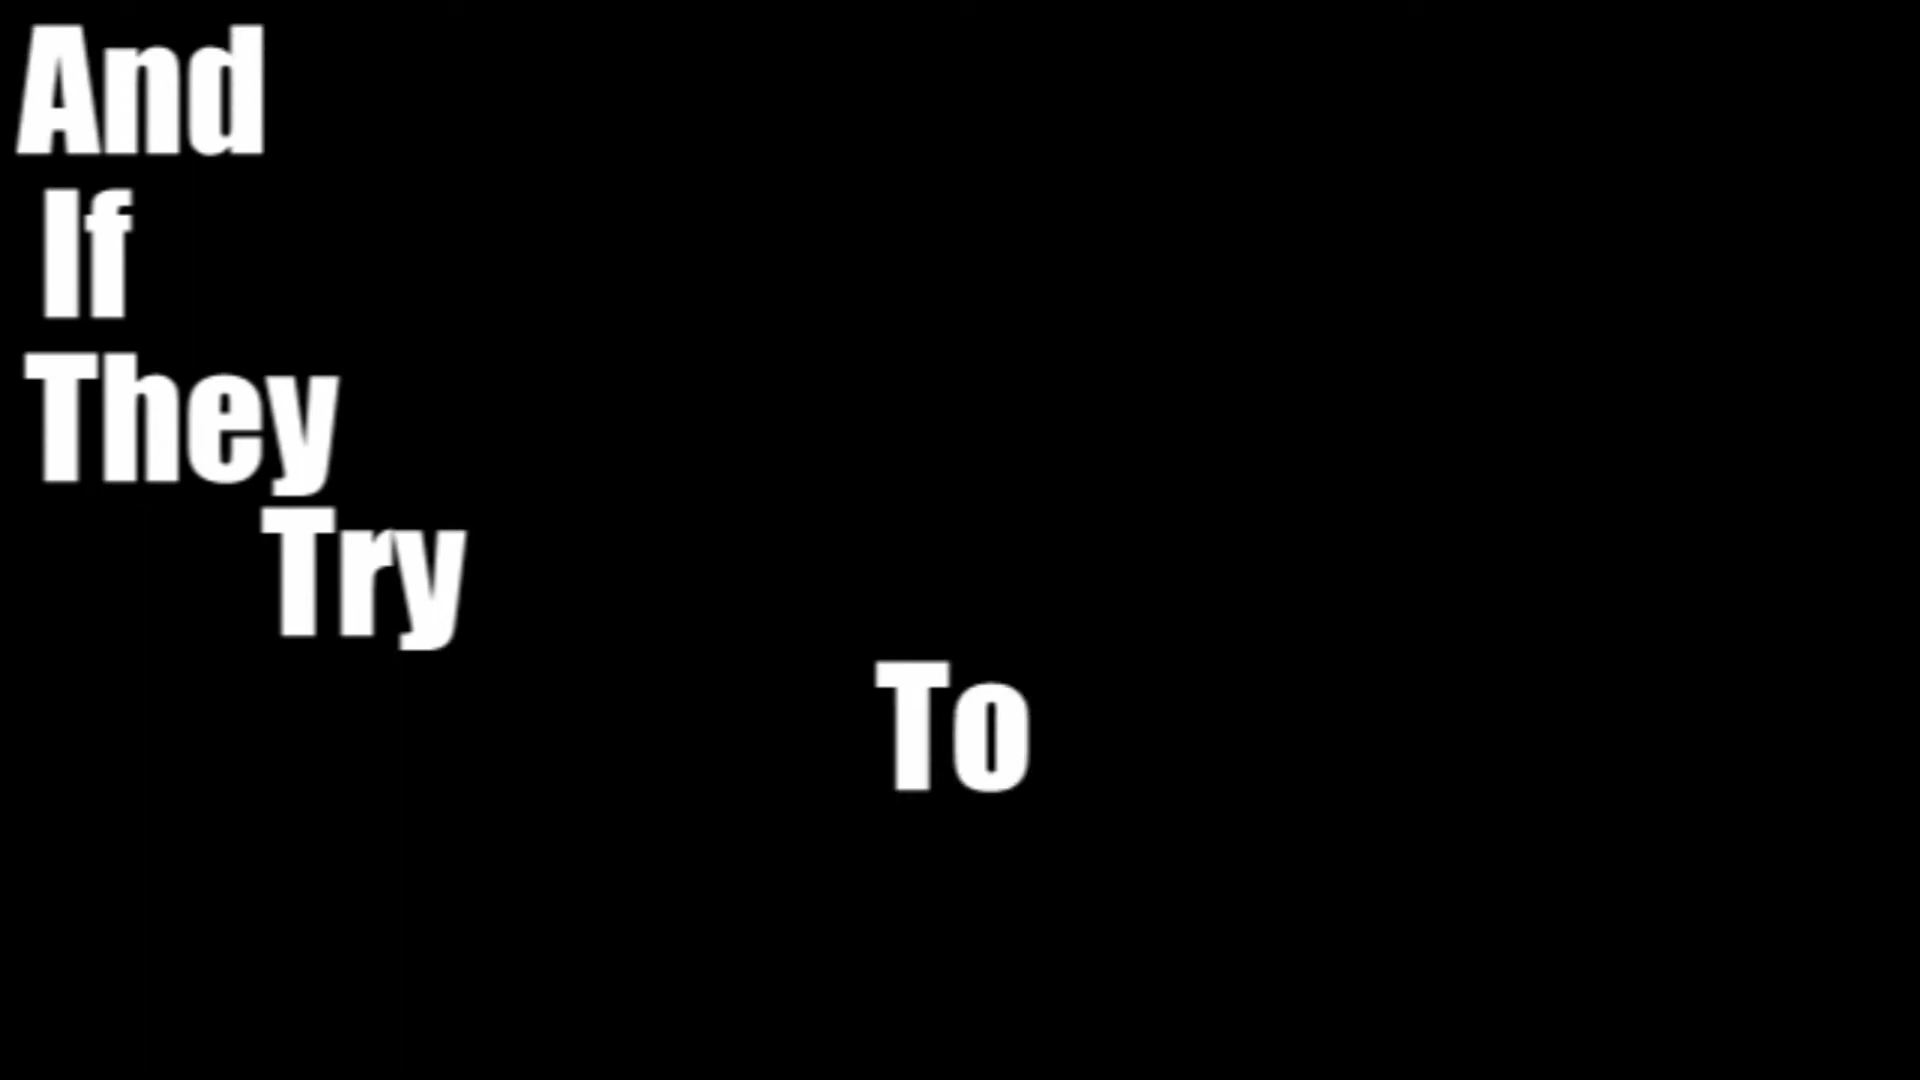 And
If
They
Try
To